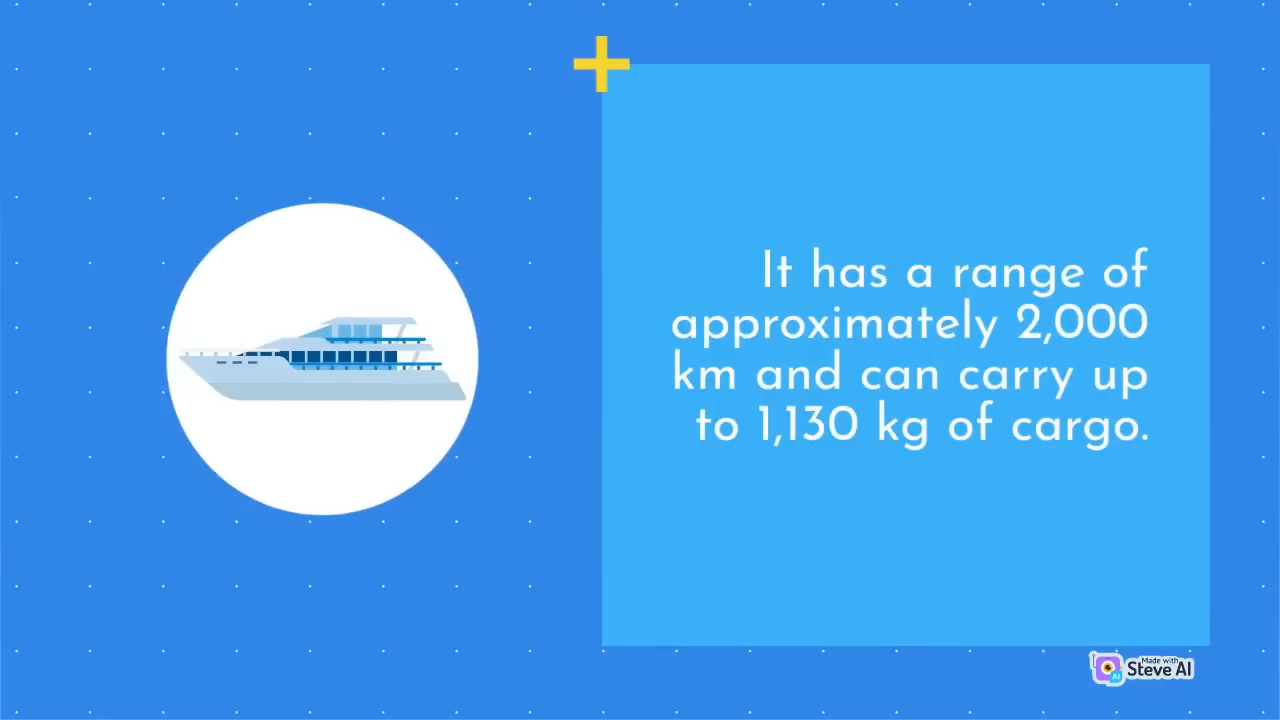 It has a range of
approximately 2,000
km and can carry up
to 1,130 kg of cargo.
Made with
Steve AI
AI